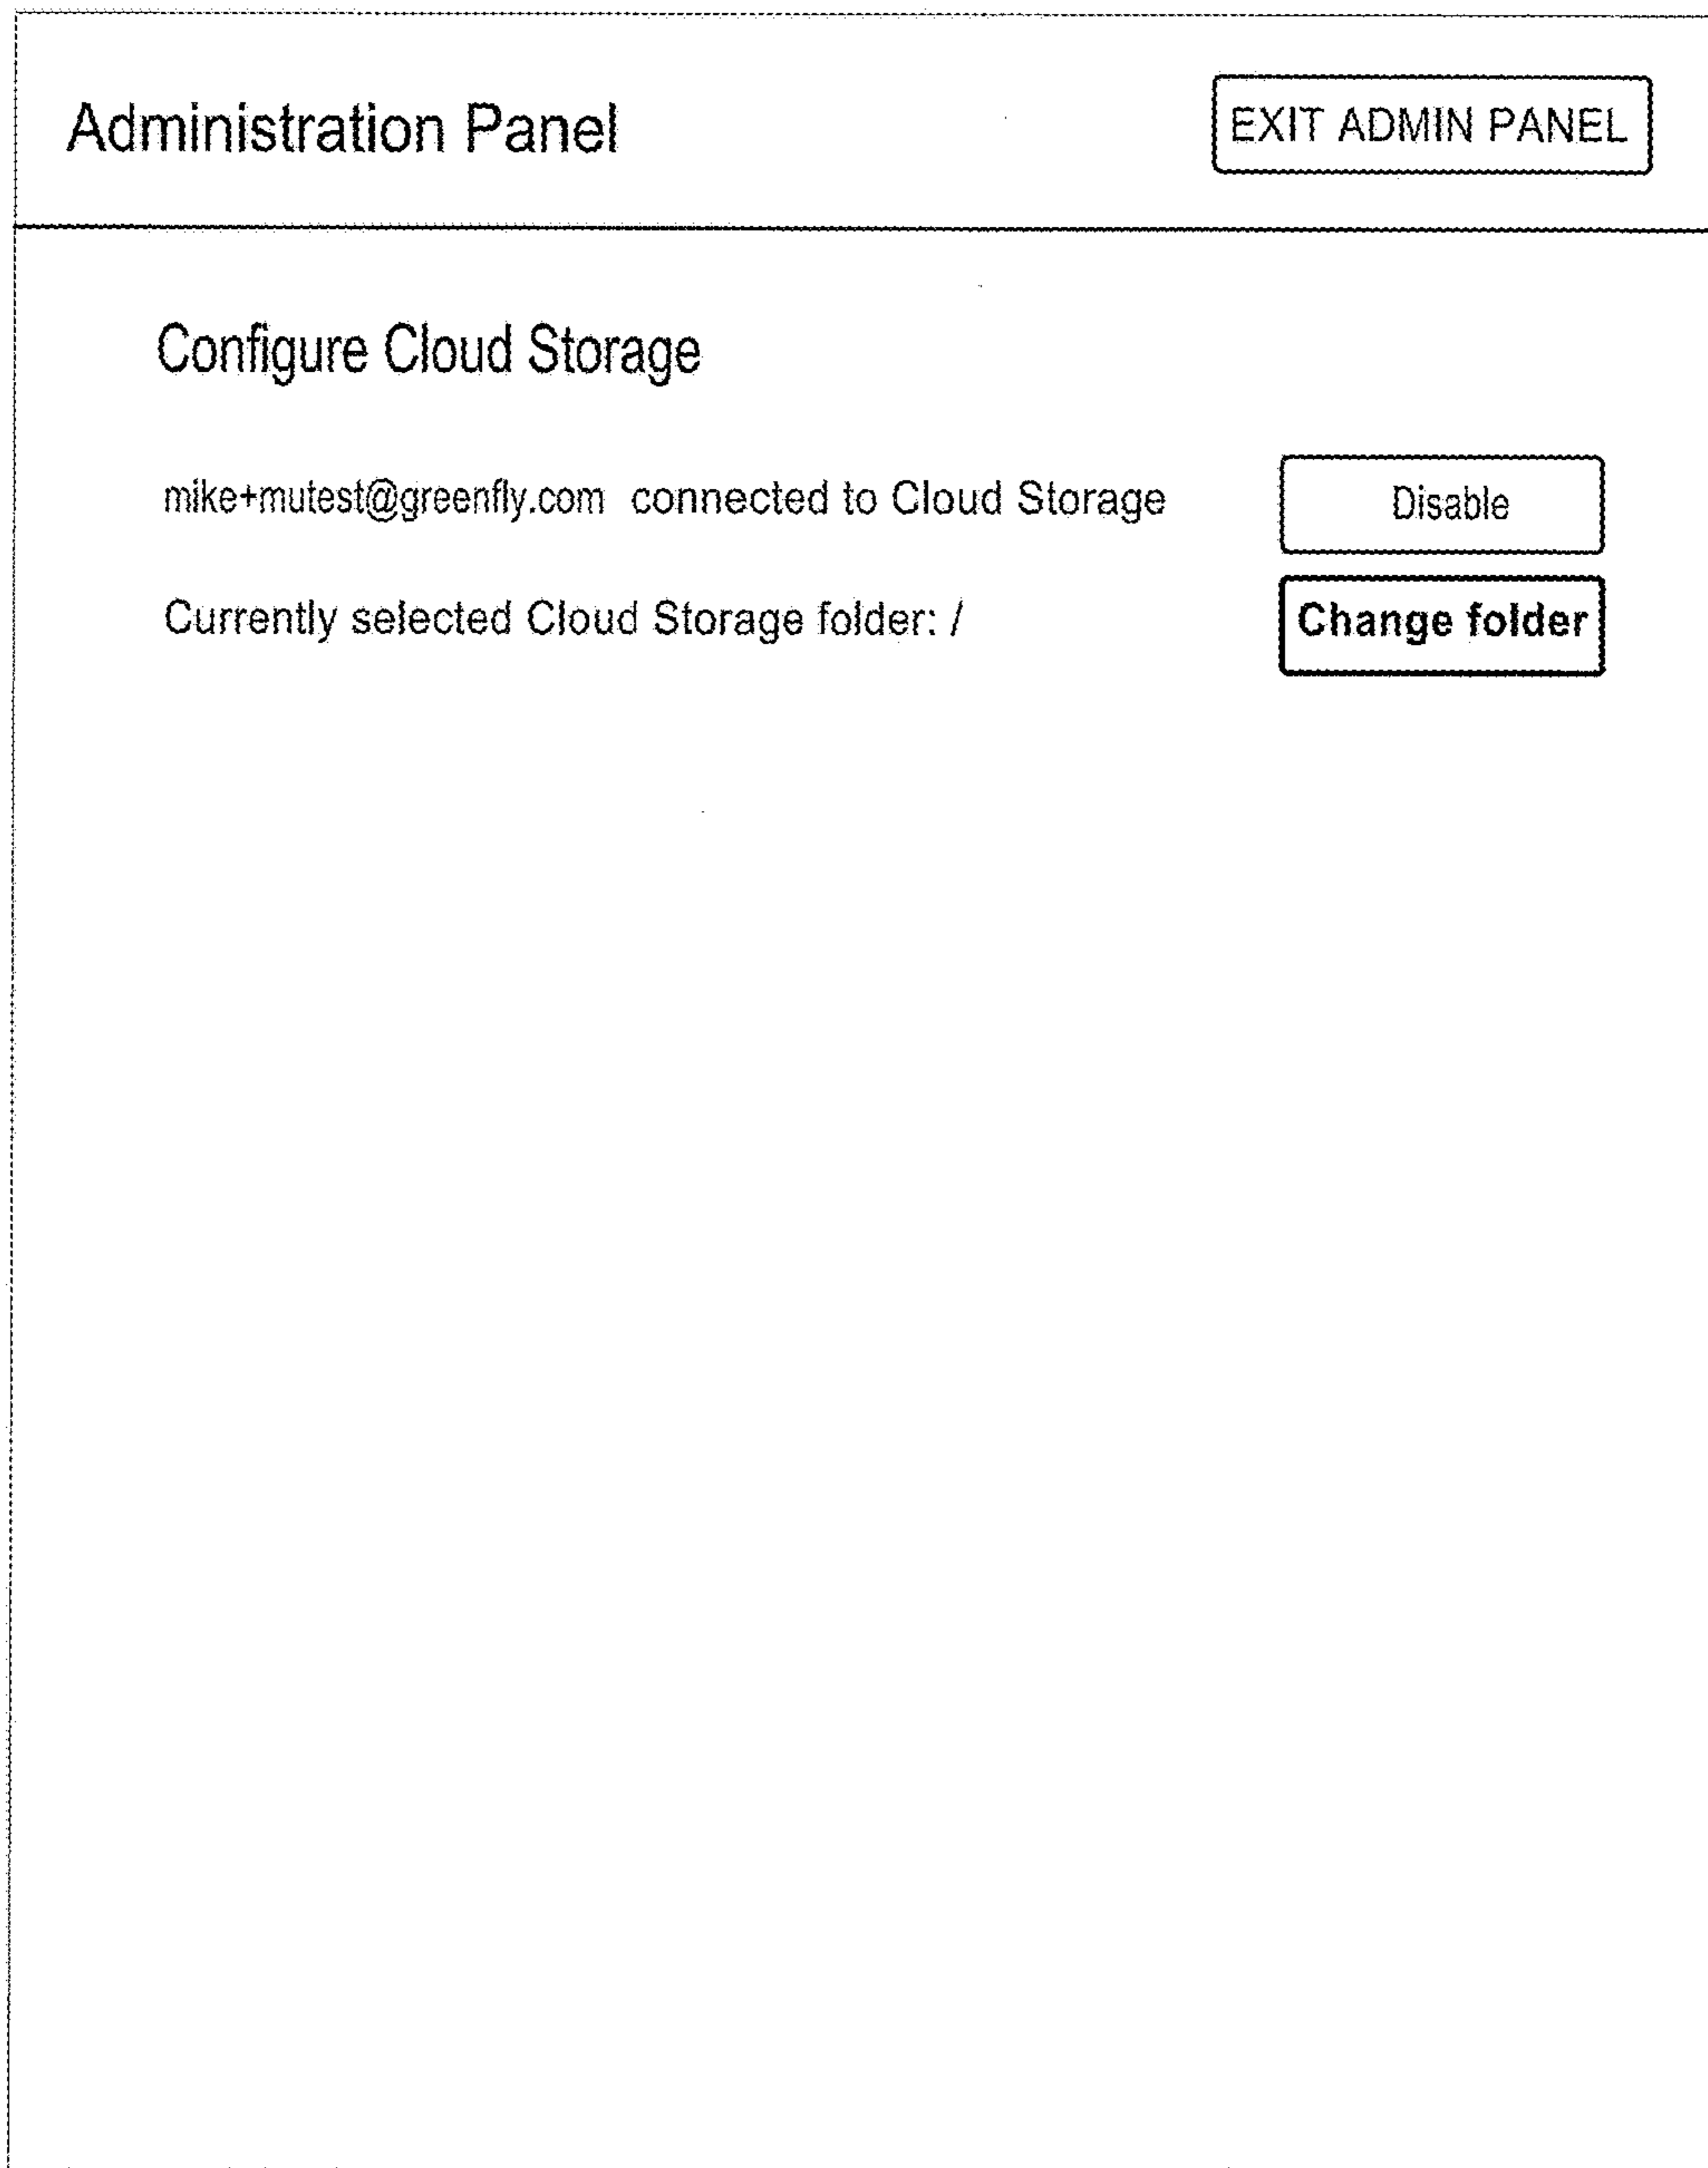 Administration Panel EXIT ADMIN PANEL
Configure Cloud Storage
mike+mutest@greenfly.com connected to Cloud Storage Disable
Currently selected Cloud Storage folder: / Change folder